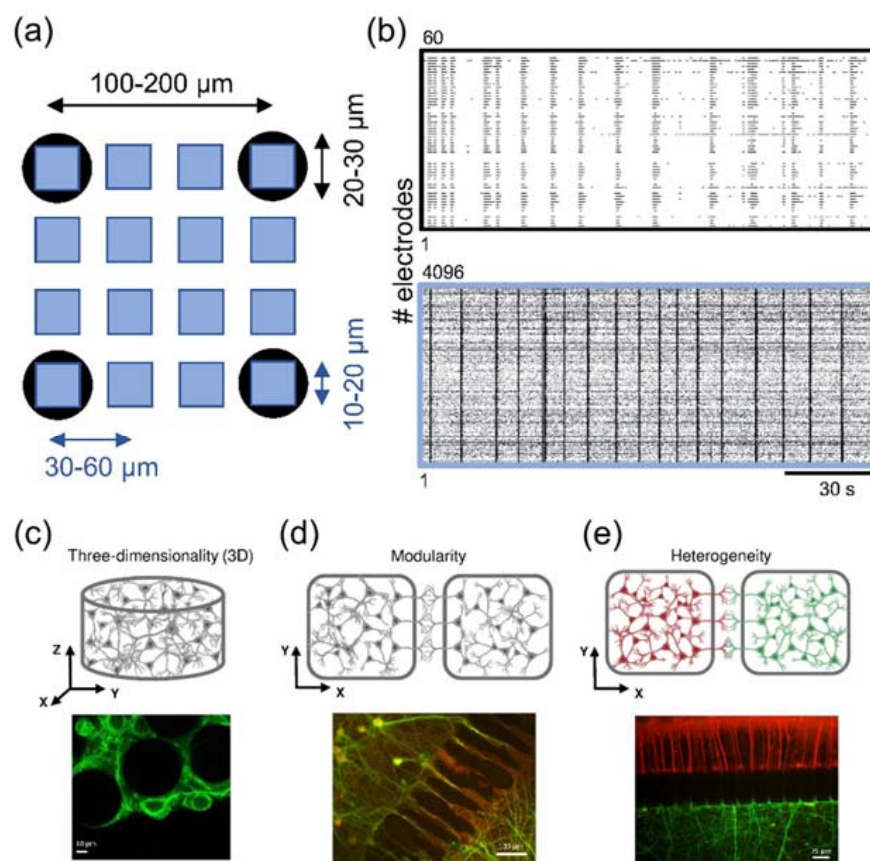 (a)
100-200 μm
20-30 μm
10-20 μm
30-60 μm
(b)
60
1
# electrodes
4096
1
30 s
(c)
Three-dimensionality (3D)
Z
Y
X
(d)
Modularity
Y
X
(e)
Heterogeneity
Y
X